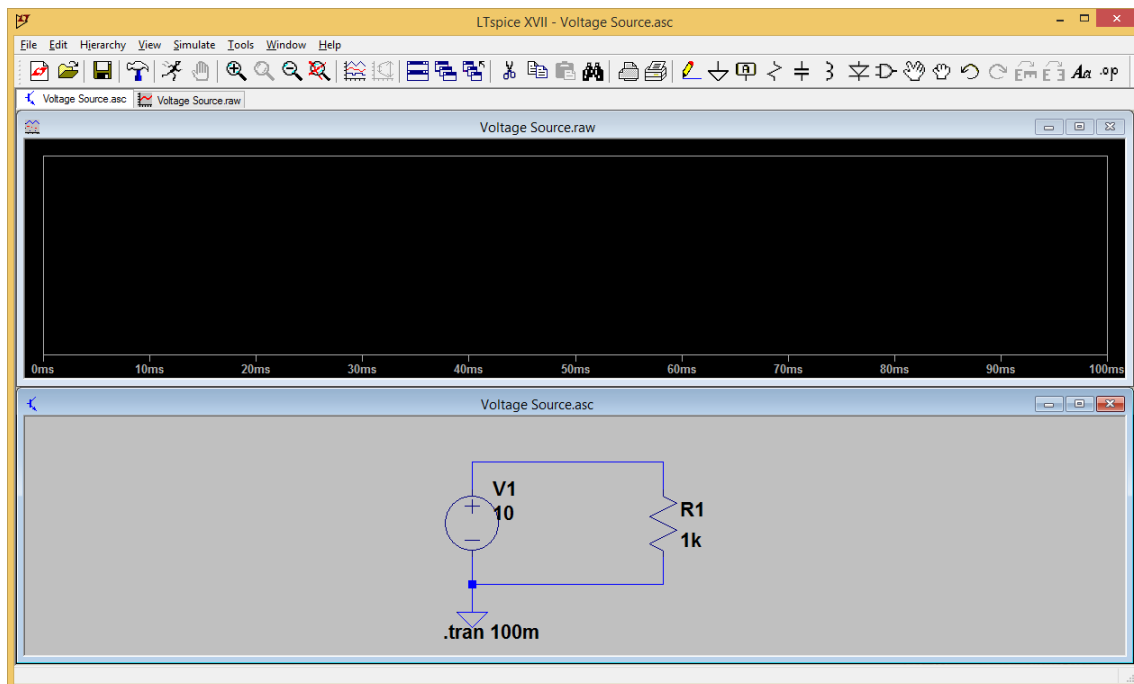 LTspice XVII - Voltage Source.asc
File Edit Hierarchy View Simulate Tools Window Help
Aa .op
Voltage Source.asc Voltage Source.raw
Voltage Source.raw
0ms 10ms 20ms 30ms 40ms 50ms 60ms 70ms 80ms 90ms 100ms
Voltage Source.asc
V1
10
R1
1k
.tran 100m